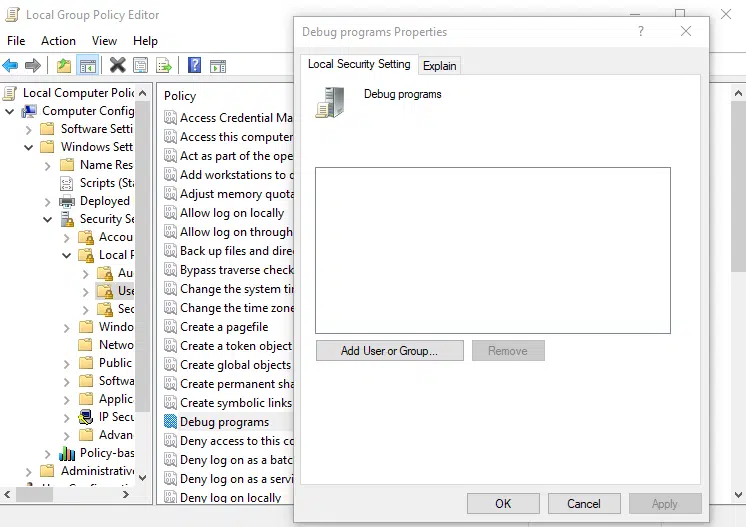 Local Group Policy Editor
File Action View Help
Local Computer Polic
Computer Config
Software Setti
Windows Sett
Name Res
Scripts (Sta
Deployed
Security Se
Accou
Local P
Au
Use
Sec
Windo
Netwo
Public
Softwa
Applic
IP Secu
Advan
Policy-bas
Administrative
Policy
Access Credential Ma
Access this computer
Act as part of the ope
Add workstations to d
Adjust memory quota
Allow log on locally
Allow log on through
Back up files and dire
Bypass traverse check
Change the system tin
Change the time zone
Create a pagefile
Create a token object
Create global objects
Create permanent sha
Create symbolic links
Debug programs
Deny access to this co
Deny log on as a batc
Deny log on as a servi
Deny log on locally
Debug programs Properties
?
Local Security Setting Explain
Debug programs
Add User or Group... Remove
OK Cancel Apply